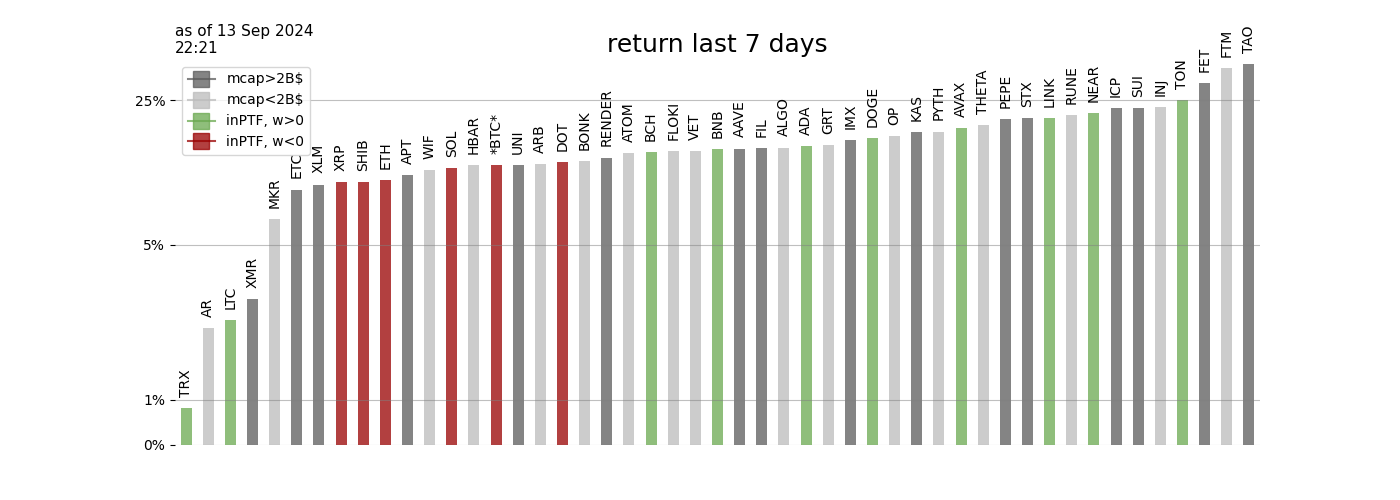 as of 13 Sep 2024
22:21
return last 7 days
mcap>2B$
mcap<2B$
inPTF, w>0
inPTF, w<0
25%
5%
1%
0%
TRX
AR
LTC
XMR
MKR
ETC
XLM
XRP
SHIB
ETH
APT
WIF
SOL
HBAR
*BTC*
UNI
ARB
DOT
BONK
RENDER
ATOM
BCH
FLOKI
VET
BNB
AAVE
FIL
ALGO
ADA
GRT
IMX
DOGE
OP
KAS
PYTH
AVAX
THETA
PEPE
STX
LINK
RUNE
NEAR
ICP
SUI
INJ
TON
FET
FTM
TAO